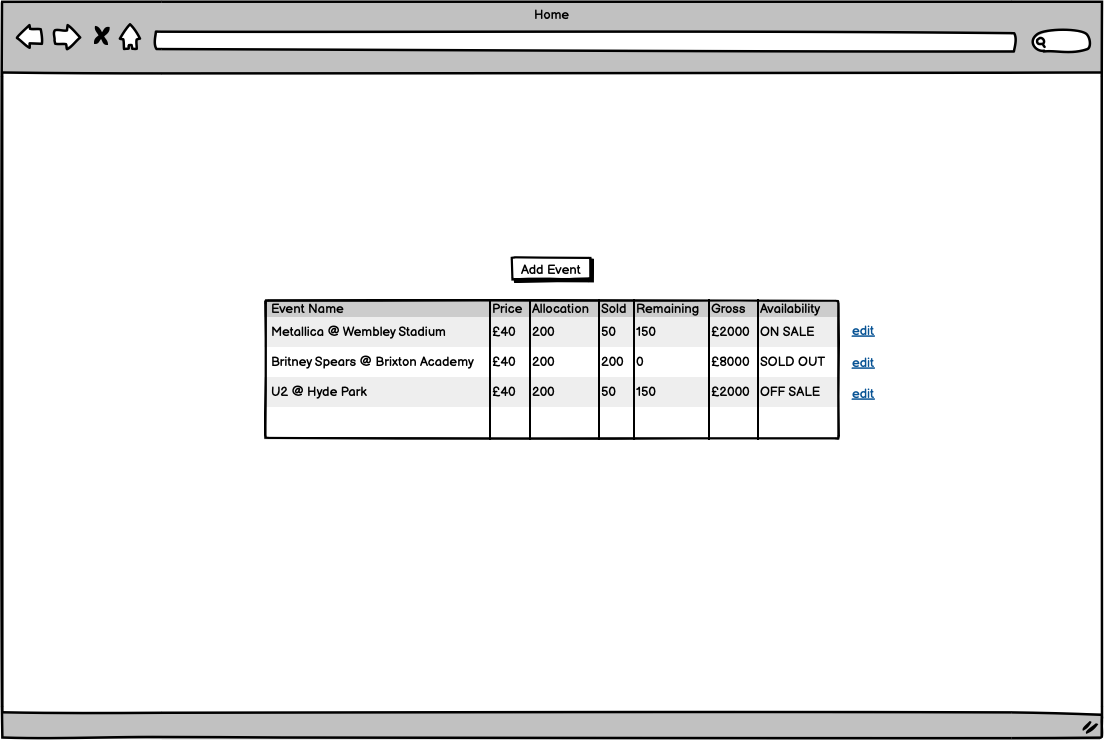 Home
Add Event
Event Name Price Allocation Sold Remaining Gross Availability
Metallica @ Wembley Stadium £40 200 50 150 £2000 ON SALE edit
Britney Spears @ Brixton Academy £40 200 200 0 £8000 SOLD OUT edit
U2 @ Hyde Park £40 200 50 150 £2000 OFF SALE edit